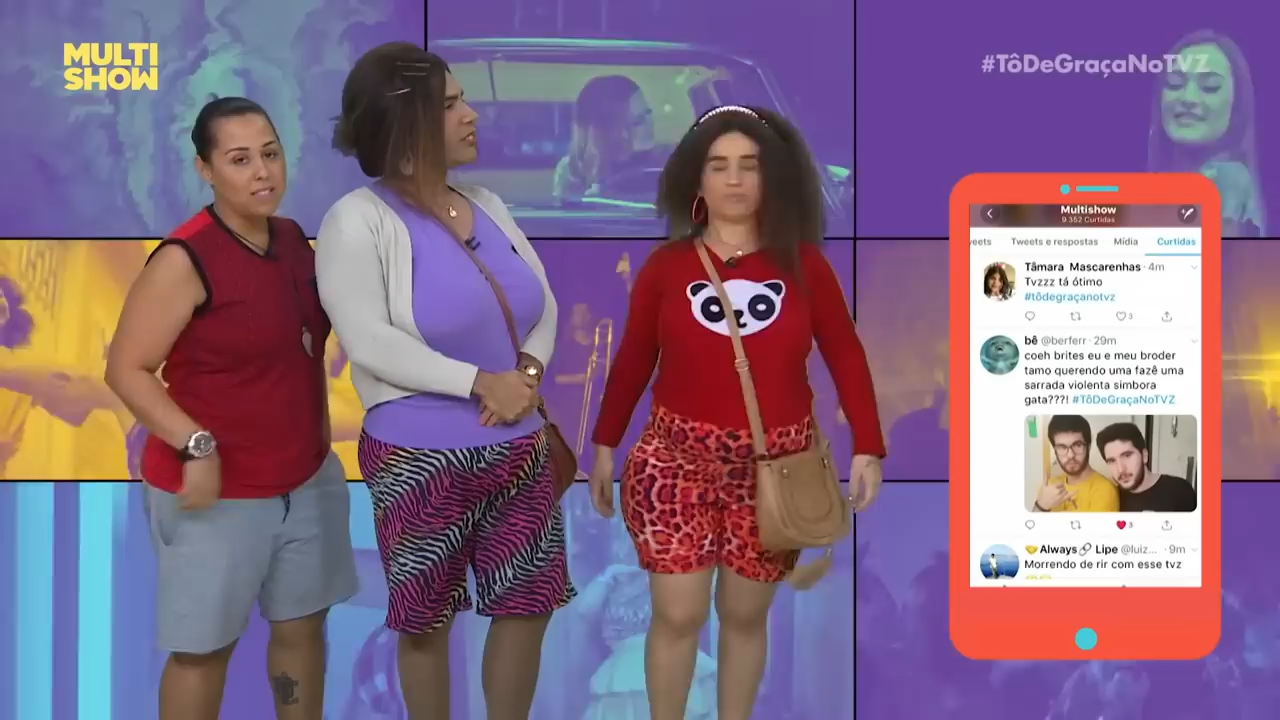 MULTI
SHOW
#TôDeGraçaNoTVZ
Multishow
9.352 Curtidas
weets
Tweets e respostas
Mídia
Curtidas
Tâmara Mascarenhas · 4m
Tvzzz tá ótimo
#tôdegraçanotvz
3
bê @berferr · 29m
coeh brites eu e meu broder
tamo querendo uma fazê uma
sarrada violenta simbora
gata???! #TôDeGraçaNoTVZ
3
Always Lipe @luiz... · 9m
Morrendo de rir com esse tvz